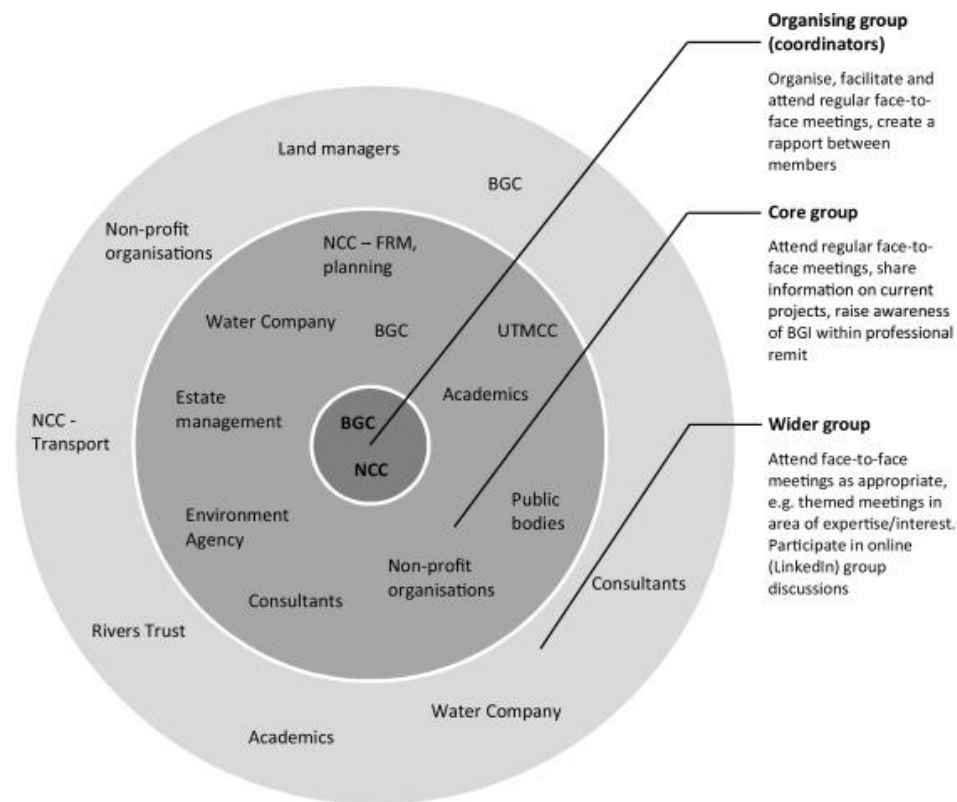 Organising group
(coordinators)
Organise, facilitate and
attend regular face-to-
face meetings, create a
rapport between
members
Core group
Attend regular face-to-
face meetings, share
information on current
projects, raise awareness
of BGI within professional
remit
Wider group
Attend face-to-face
meetings as appropriate,
e.g. themed meetings in
area of expertise/interest.
Participate in online
(LinkedIn) group
discussions
Land managers
BGC
Non-profit
organisations
NCC – FRM,
planning
Water Company
BGC
UTMCC
Estate
management
Academics
NCC -
Transport
BGC
NCC
Environment
Agency
Public
bodies
Non-profit
organisations
Consultants
Consultants
Rivers Trust
Water Company
Academics